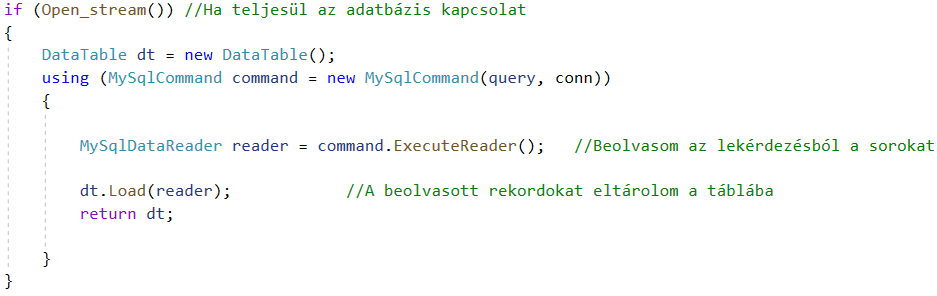 if (Open_stream()) //Ha teljesül az adatbázis kapcsolat
{
DataTable dt = new DataTable();
using (MySqlCommand command = new MySqlCommand(query, conn))
{
MySqlDataReader reader = command.ExecuteReader(); //Beolvasom az lekérdezésból a sorokat
dt.Load(reader); //A beolvasott rekordokat eltárolom a táblába
return dt;
}
}